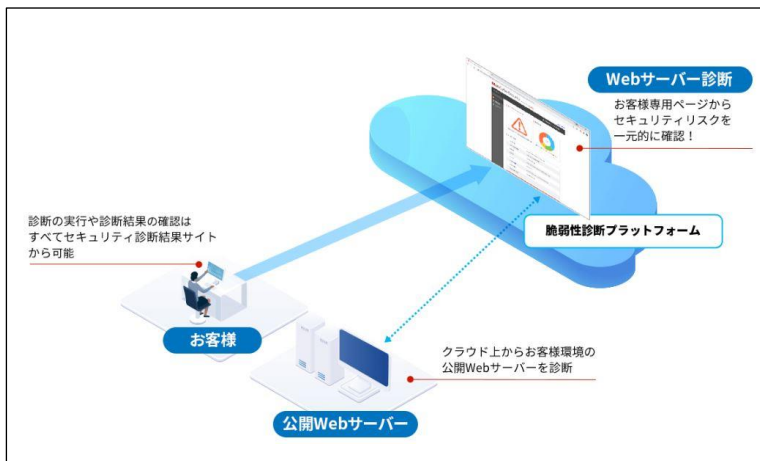 Webサーバー診断
お客様専用ページから
セキュリティリスクを
一元的に確認！
脆弱性診断プラットフォーム
診断の実行や診断結果の確認は
すべてセキュリティ診断結果サイト
から可能
お客様
クラウド上からお客様環境の
公開Webサーバーを診断
公開Webサーバー